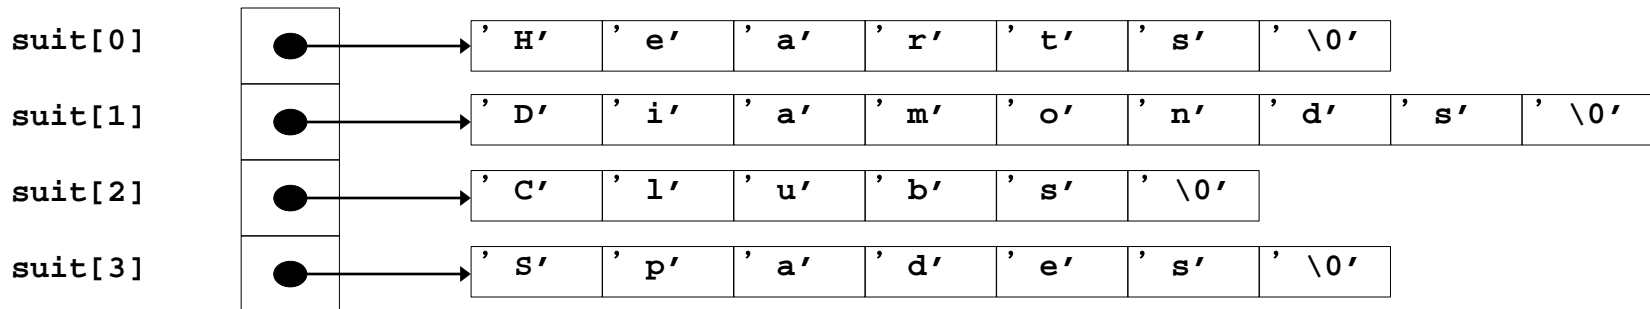 suit[0] ’H’ ’e’ ’a’ ’r’ ’t’ ’s’ ’\0’
suit[1] ’D’ ’i’ ’a’ ’m’ ’o’ ’n’ ’d’ ’s’ ’\0’
suit[2] ’C’ ’l’ ’u’ ’b’ ’s’ ’\0’
suit[3] ’S’ ’p’ ’a’ ’d’ ’e’ ’s’ ’\0’